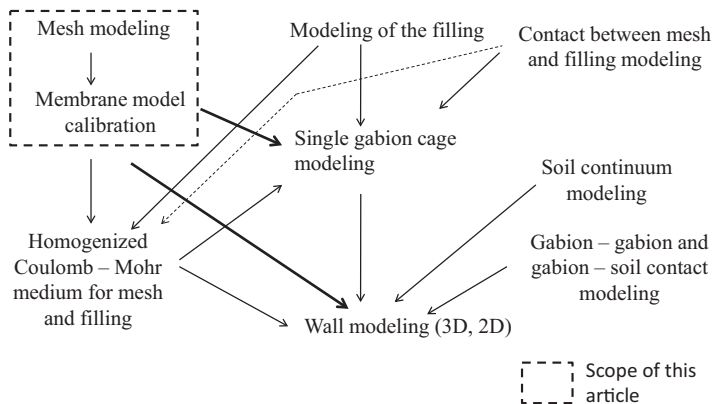 Mesh modeling
Membrane model
calibration
Modeling of the filling
Contact between mesh
and filling modeling
Single gabion cage
modeling
Soil continuum
modeling
Homogenized
Coulomb – Mohr
medium for mesh
and filling
Gabion – gabion and
gabion – soil contact
modeling
Wall modeling (3D, 2D)
Scope of this
article